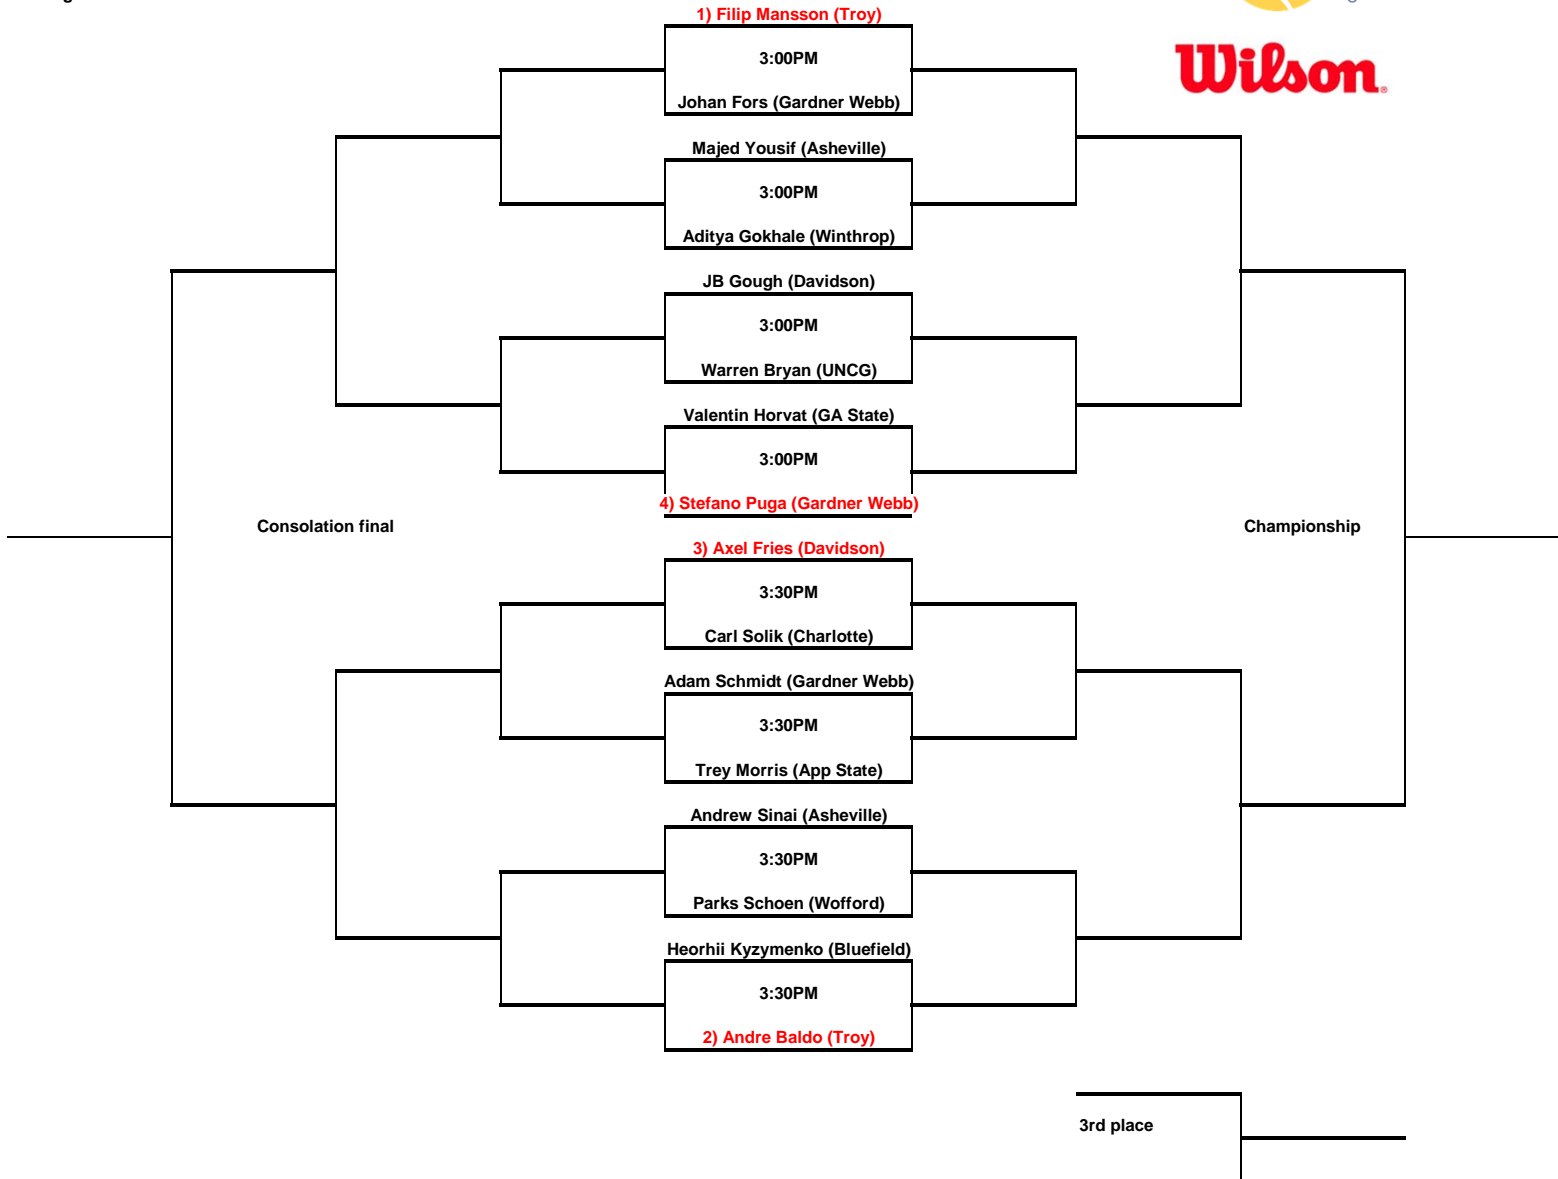 1) Filip Mansson (Troy)
3:00PM
Johan Fors (Gardner Webb)
Wilson
Majed Yousif (Asheville)
3:00PM
Aditya Gokhale (Winthrop)
JB Gough (Davidson)
3:00PM
Warren Bryan (UNCG)
Valentin Horvat (GA State)
3:00PM
4) Stefano Puga (Gardner Webb)
Consolation final
Championship
3) Axel Fries (Davidson)
3:30PM
Carl Solik (Charlotte)
Adam Schmidt (Gardner Webb)
3:30PM
Trey Morris (App State)
Andrew Sinai (Asheville)
3:30PM
Parks Schoen (Wofford)
Heorhii Kyzymenko (Bluefield)
3:30PM
2) Andre Baldo (Troy)
3rd place